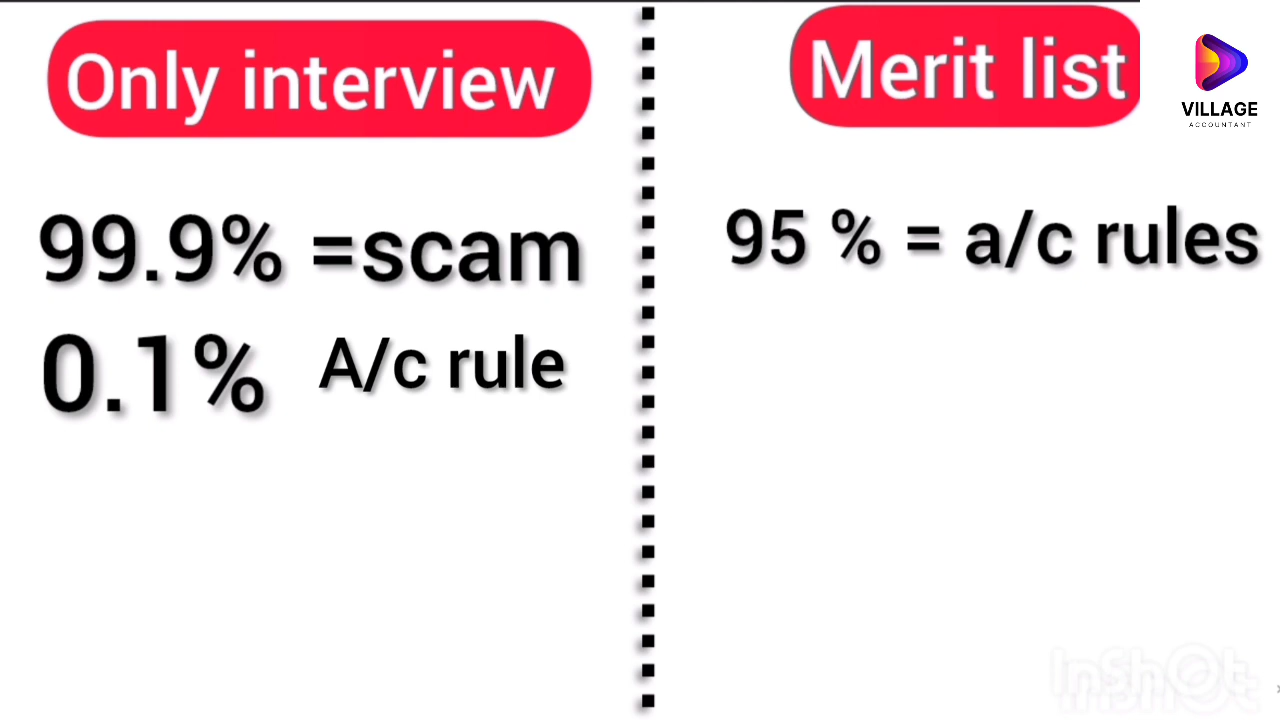 Only interview
99.9% =scam
0.1% A/c rule
Merit list
95 % = a/c rules
VILLAGE
ACCOUNTANT
InShOt